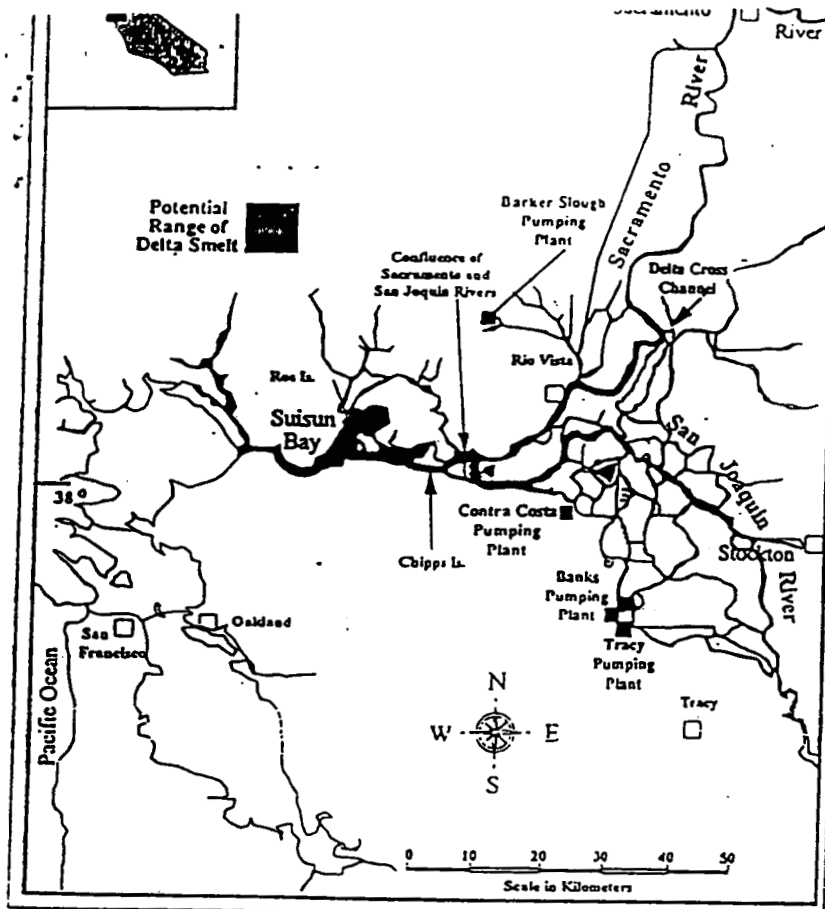 Sacramento
River
River
Sacramento
Barker Slough
Pumping
Plant
Potential
Range of
Delta Smelt
Confluence of
Sacramento and
San Joquin Rivers
Delta Cross
Channel
Rio Vista
Roe Is.
Suisun
Bay
San
Joaquin
River
38°
Contra Costa
Pumping
Plant
Chipps Is.
Stockton
Banks
Pumping
Plant
San
Francisco
Oakland
Tracy
Pumping
Plant
Pacific Ocean
N
W
E
S
Tracy
0 10 20 30 40 50
Scale in Kilometers